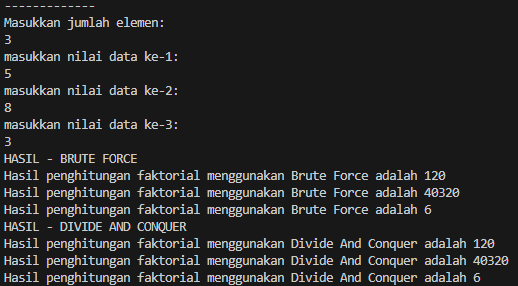 -------------
Masukkan jumlah elemen:
3
masukkan nilai data ke-1:
5
masukkan nilai data ke-2:
8
masukkan nilai data ke-3:
3
HASIL - BRUTE FORCE
Hasil penghitungan faktorial menggunakan Brute Force adalah 120
Hasil penghitungan faktorial menggunakan Brute Force adalah 40320
Hasil penghitungan faktorial menggunakan Brute Force adalah 6
HASIL - DIVIDE AND CONQUER
Hasil penghitungan faktorial menggunakan Divide And Conquer adalah 120
Hasil penghitungan faktorial menggunakan Divide And Conquer adalah 40320
Hasil penghitungan faktorial menggunakan Divide And Conquer adalah 6